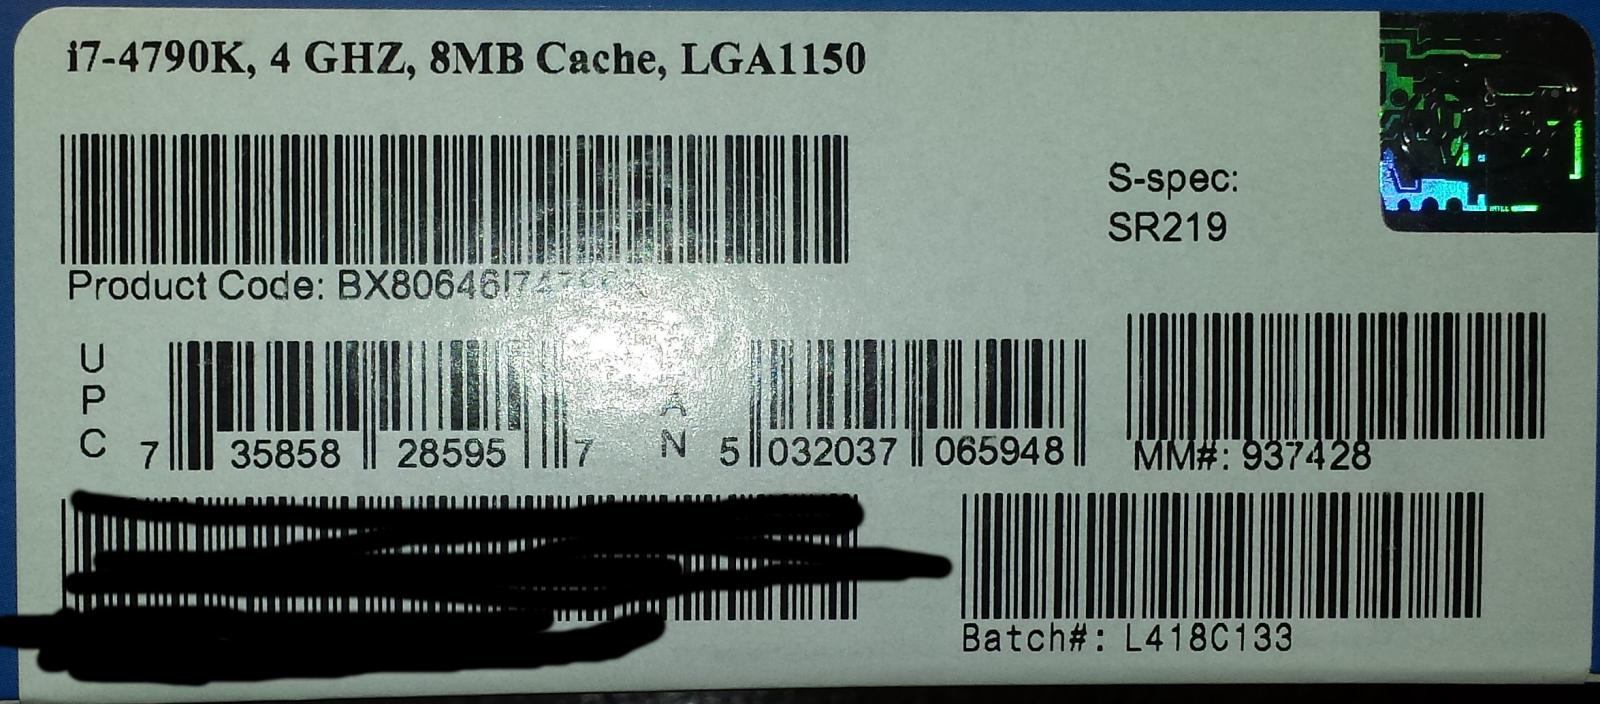 i7-4790K, 4 GHZ, 8MB Cache, LGA1150
S-spec:
SR219
Product Code: BX80646I74790K
U
P
C
7 35858 28595 7
A
N
5 032037 065948
MM#: 937428
Batch#: L418C133